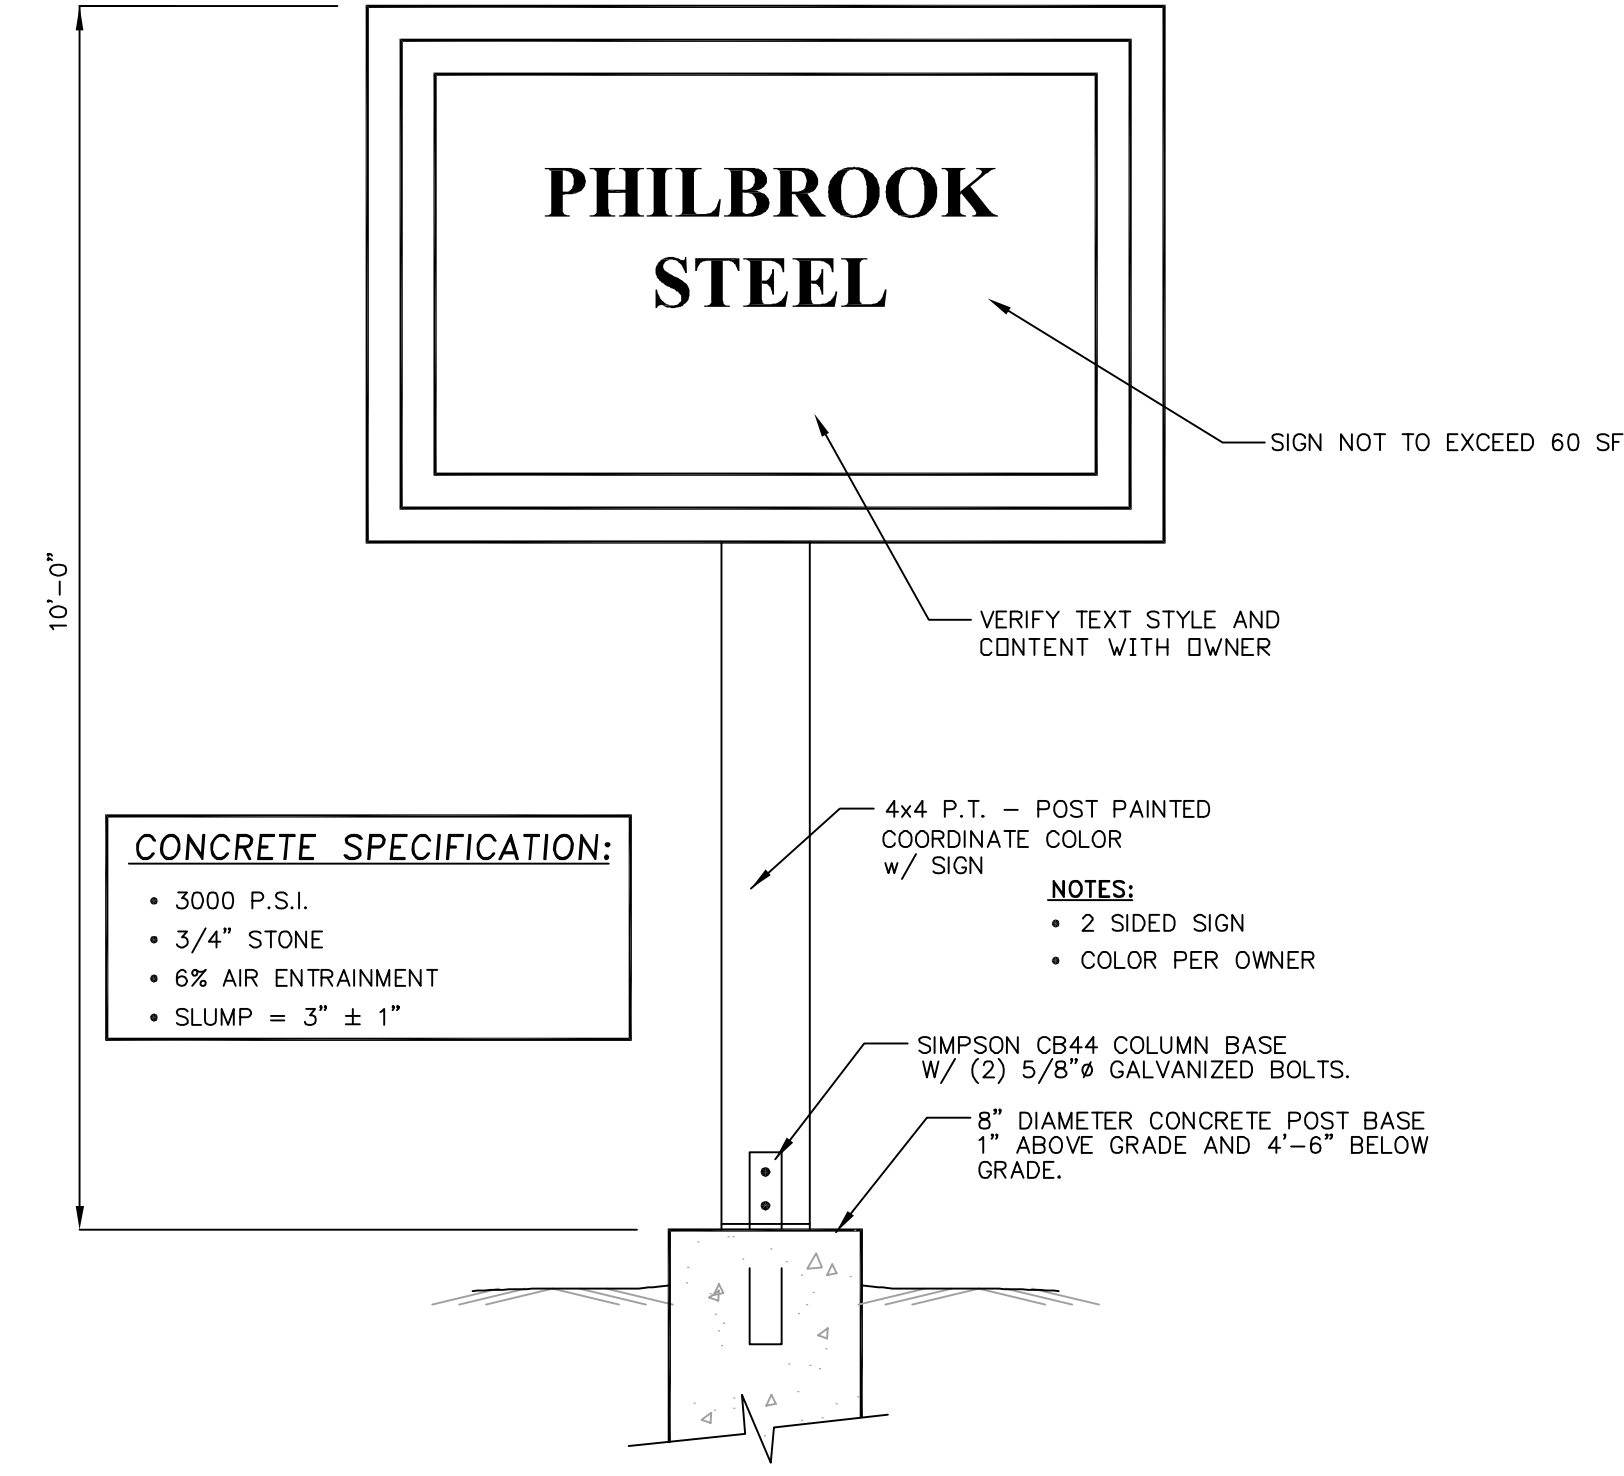 PHILBROOK
STEEL
SIGN NOT TO EXCEED 60 SF
10'-0"
VERIFY TEXT STYLE AND
CONTENT WITH OWNER
4x4 P.T. - POST PAINTED
COORDINATE COLOR
w/ SIGN
CONCRETE SPECIFICATION:
• 3000 P.S.I.
• 3/4" STONE
• 6% AIR ENTRAINMENT
• SLUMP = 3" ± 1"
NOTES:
• 2 SIDED SIGN
• COLOR PER OWNER
SIMPSON CB44 COLUMN BASE
W/ (2) 5/8"ø GALVANIZED BOLTS.
8" DIAMETER CONCRETE POST BASE
1" ABOVE GRADE AND 4'-6" BELOW
GRADE.